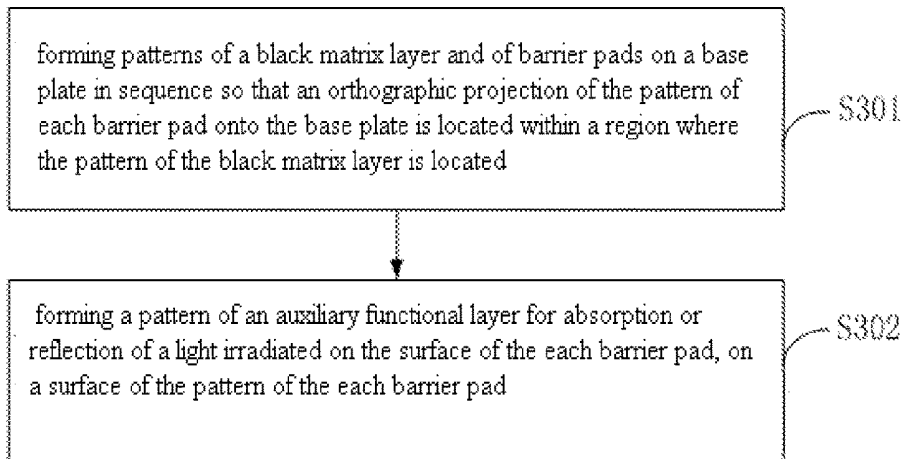 forming patterns of a black matrix layer and of barrier pads on a base
plate in sequence so that an orthographic projection of the pattern of
each barrier pad onto the base plate is located within a region where
the pattern of the black matrix layer is located
S301
forming a pattern of an auxiliary functional layer for absorption or
reflection of a light irradiated on the surface of the each barrier pad, on
a surface of the pattern of the each barrier pad
S302